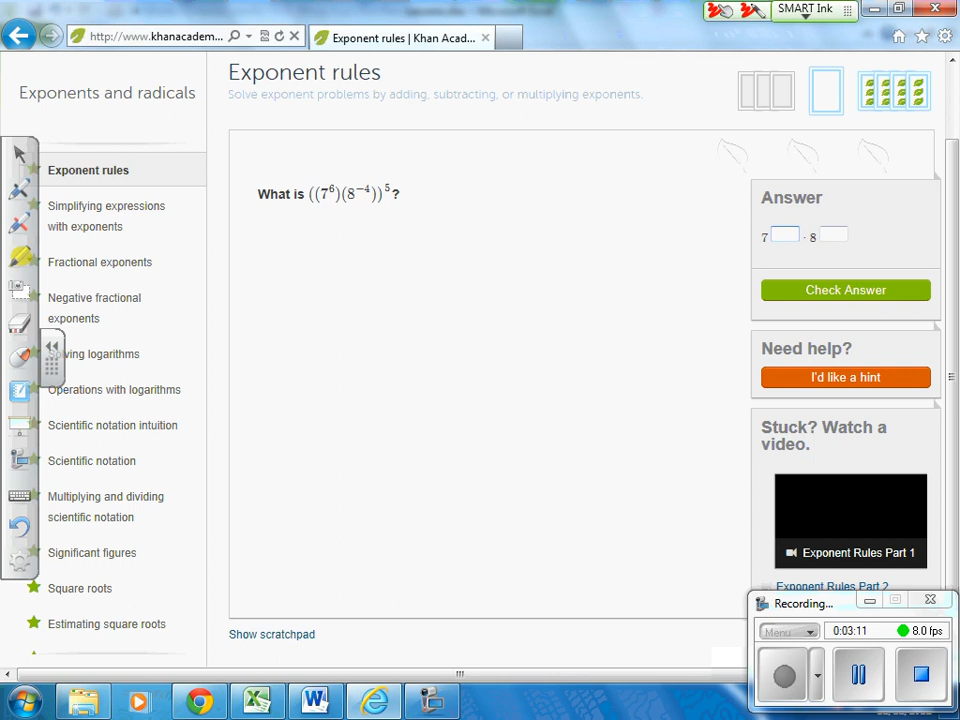 SMART Ink
http://www.khanacadem...
Exponent rules | Khan Acad...
Exponents and radicals
Exponent rules
Solve exponent problems by adding, subtracting, or multiplying exponents.
Exponent rules
Simplifying expressions
with exponents
Fractional exponents
Negative fractional
exponents
ving logarithms
Operations with logarithms
Scientific notation intuition
Scientific notation
Multiplying and dividing
scientific notation
Significant figures
Square roots
Estimating square roots
What is ((7⁶)(8⁻⁴))⁵?
Answer
7 · 8
Check Answer
Need help?
I'd like a hint
Stuck? Watch a
video.
Exponent Rules Part 1
Exponent Rules Part 2
Show scratchpad
Recording...
Menu
0:03:11
8.0 fps